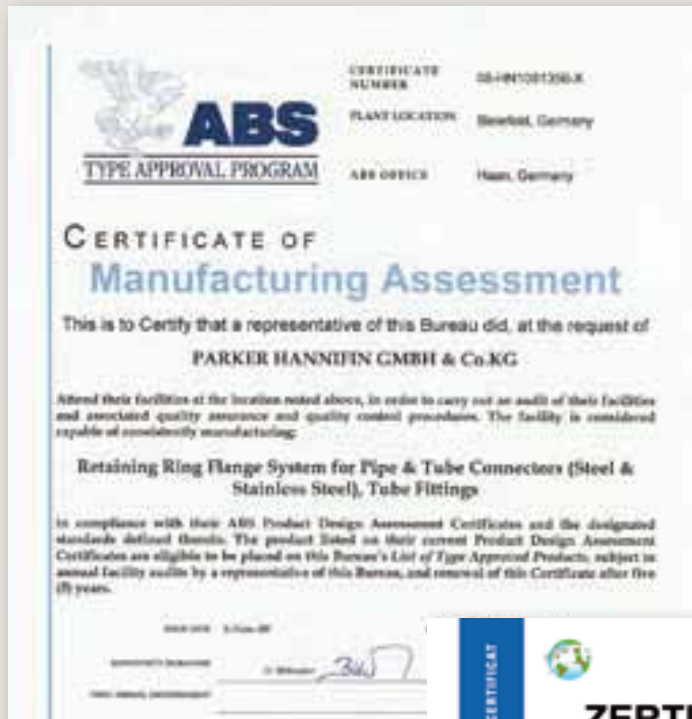 ABS
TYPE APPROVAL PROGRAM
CERTIFICATE
NUMBER
PLANT LOCATION
Bielefeld, Germany
ABS OFFICE
Haan, Germany
CERTIFICATE OF
Manufacturing Assessment
This is to Certify that a representative of this Bureau did, at the request of
PARKER HANNIFIN GMBH & Co.KG
Attend their facilities at the location noted above, in order to carry out an audit of their facilities
and associated quality assurance and quality control procedures. The facility is considered
capable of consistently manufacturing;
Retaining Ring Flange System for Pipe & Tube Connectors (Steel &
Stainless Steel), Tube Fittings
in compliance with their ABS Product Design Assessment Certificates and the designated
standards defined therein. The product listed on their current Product Design Assessment
Certificates are eligible to be placed on this Bureau's List of Type Approved Products, subject to
annual facility audits by a representative of this Bureau, and renewal of this Certificate after five
(5) years.
CERTIFICAT
ZERT